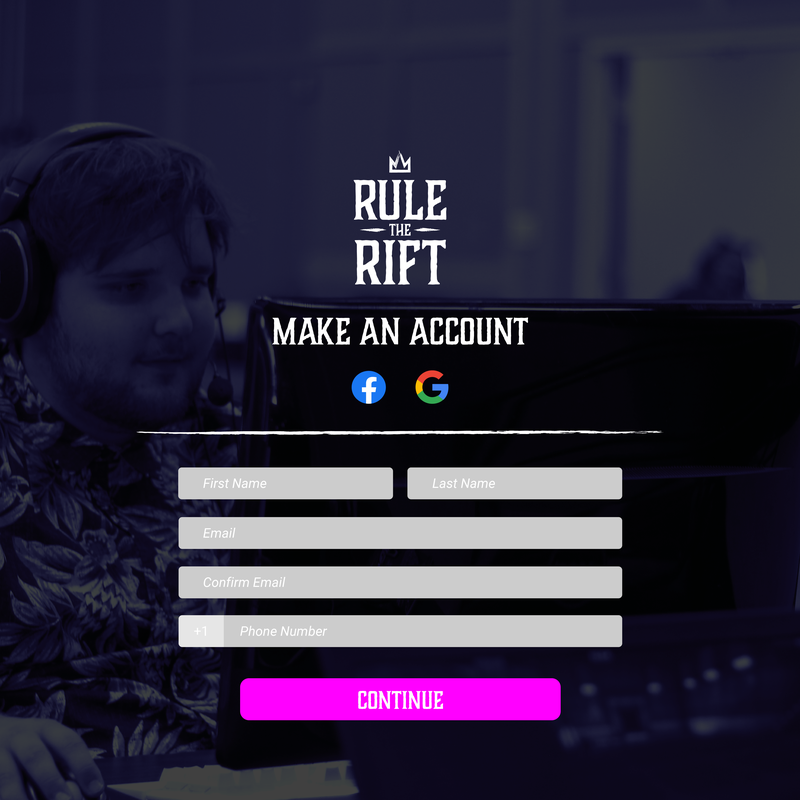 RULE
THE
RIFT
MAKE AN ACCOUNT
First Name
Last Name
Email
Confirm Email
+1 Phone Number
CONTINUE